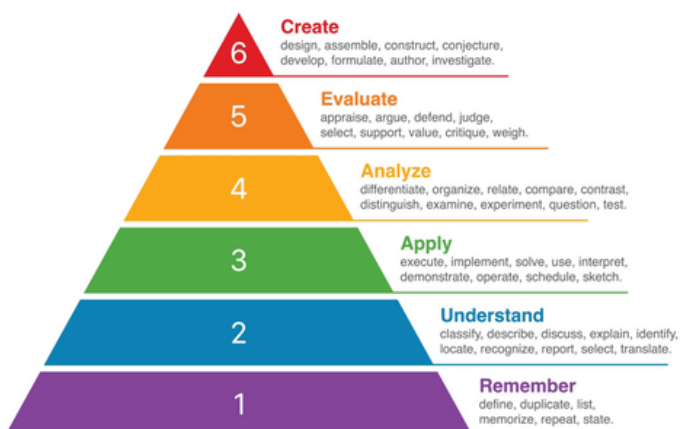 6
Create
design, assemble, construct, conjecture,
develop, formulate, author, investigate.
5
Evaluate
appraise, argue, defend, judge,
select, support, value, critique, weigh.
4
Analyze
differentiate, organize, relate, compare, contrast,
distinguish, examine, experiment, question, test.
3
Apply
execute, implement, solve, use, interpret,
demonstrate, operate, schedule, sketch.
2
Understand
classify, describe, discuss, explain, identify,
locate, recognize, report, select, translate.
1
Remember
define, duplicate, list,
memorize, repeat, state.